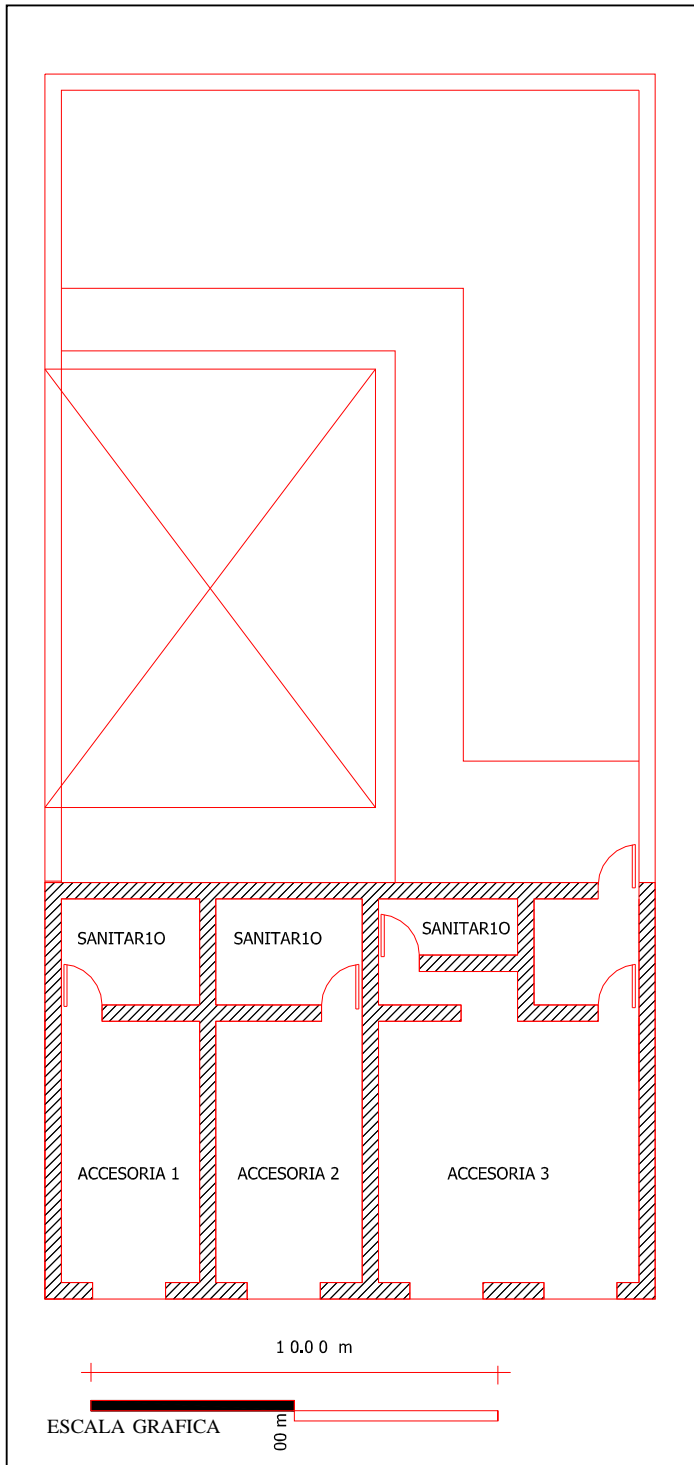 SANITAR1O
SANITAR1O
SANITAR1O
ACCESORIA 1
ACCESORIA 2
ACCESORIA 3
10.00 m
ESCALA GRAFICA
00 m